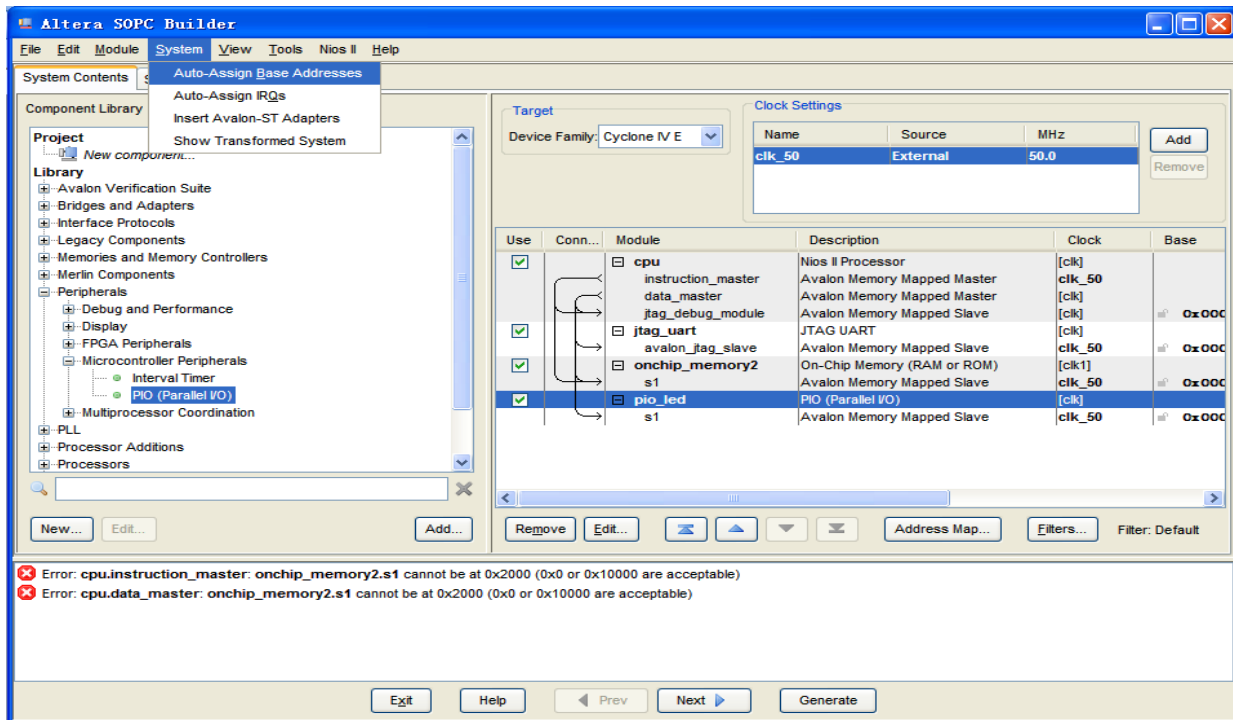 Altera SOPC Builder
File Edit Module System View Tools Nios II Help
System Contents
Auto-Assign Base Addresses
Auto-Assign IRQs
Insert Avalon-ST Adapters
Show Transformed System
Component Library
Project
New component...
Library
Avalon Verification Suite
Bridges and Adapters
Interface Protocols
Legacy Components
Memories and Memory Controllers
Merlin Components
Peripherals
Debug and Performance
Display
FPGA Peripherals
Microcontroller Peripherals
Interval Timer
PIO (Parallel I/O)
Multiprocessor Coordination
PLL
Processor Additions
Processors
New... Edit... Add...
Target
Device Family: Cyclone IV E
Clock Settings
Name Source MHz
clk_50 External 50.0
Add
Remove
Use Conn... Module Description Clock Base
cpu Nios II Processor [clk]
instruction_master Avalon Memory Mapped Master clk_50
data_master Avalon Memory Mapped Master [clk]
jtag_debug_module Avalon Memory Mapped Slave [clk] 0x000
jtag_uart JTAG UART [clk]
avalon_jtag_slave Avalon Memory Mapped Slave clk_50 0x000
onchip_memory2 On-Chip Memory (RAM or ROM) [clk1]
s1 Avalon Memory Mapped Slave clk_50 0x000
pio_led PIO (Parallel I/O) [clk]
s1 Avalon Memory Mapped Slave clk_50 0x000
Remove Edit... Address Map... Filters... Filter: Default
Error: cpu.instruction_master: onchip_memory2.s1 cannot be at 0x2000 (0x0 or 0x10000 are acceptable)
Error: cpu.data_master: onchip_memory2.s1 cannot be at 0x2000 (0x0 or 0x10000 are acceptable)
Exit Help Prev Next Generate